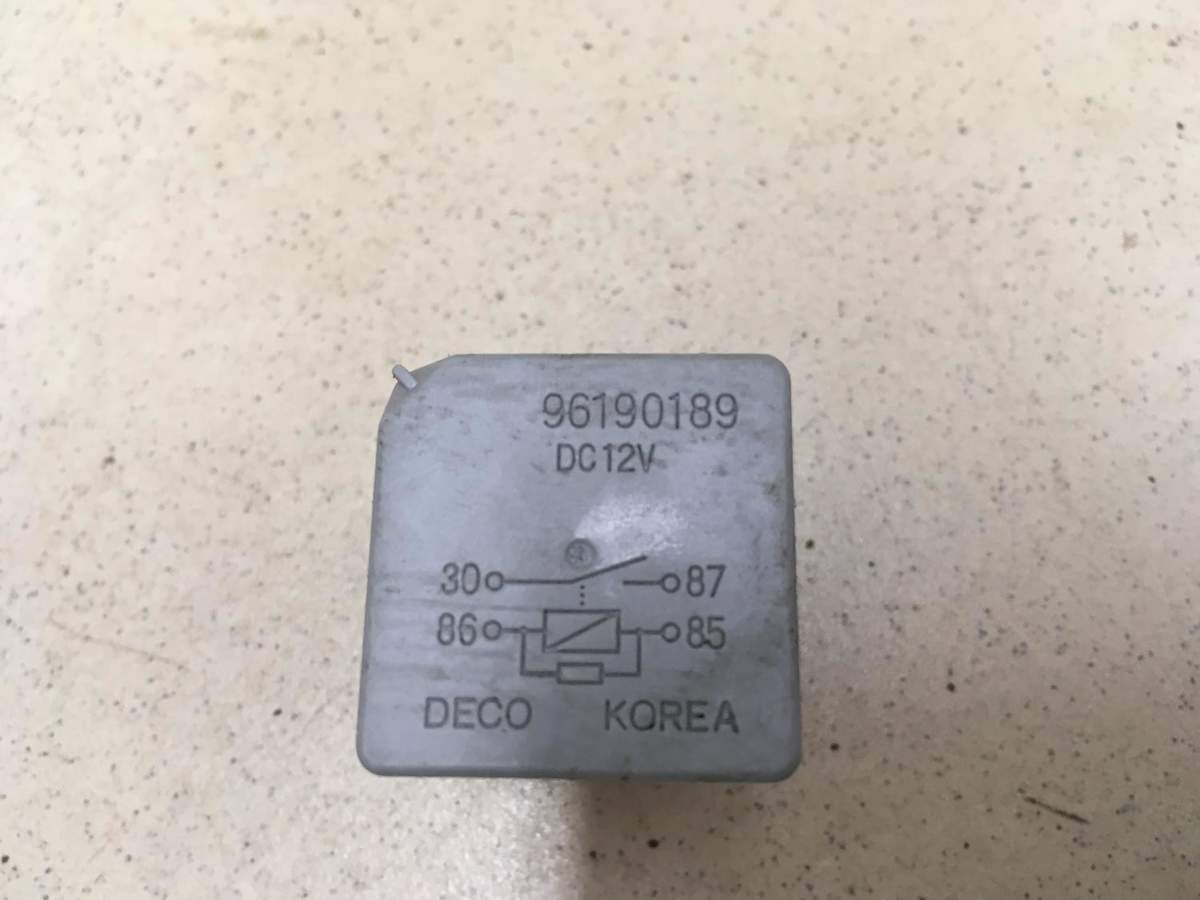 96190189
DC12V
30 87
86 85
DECO KOREA